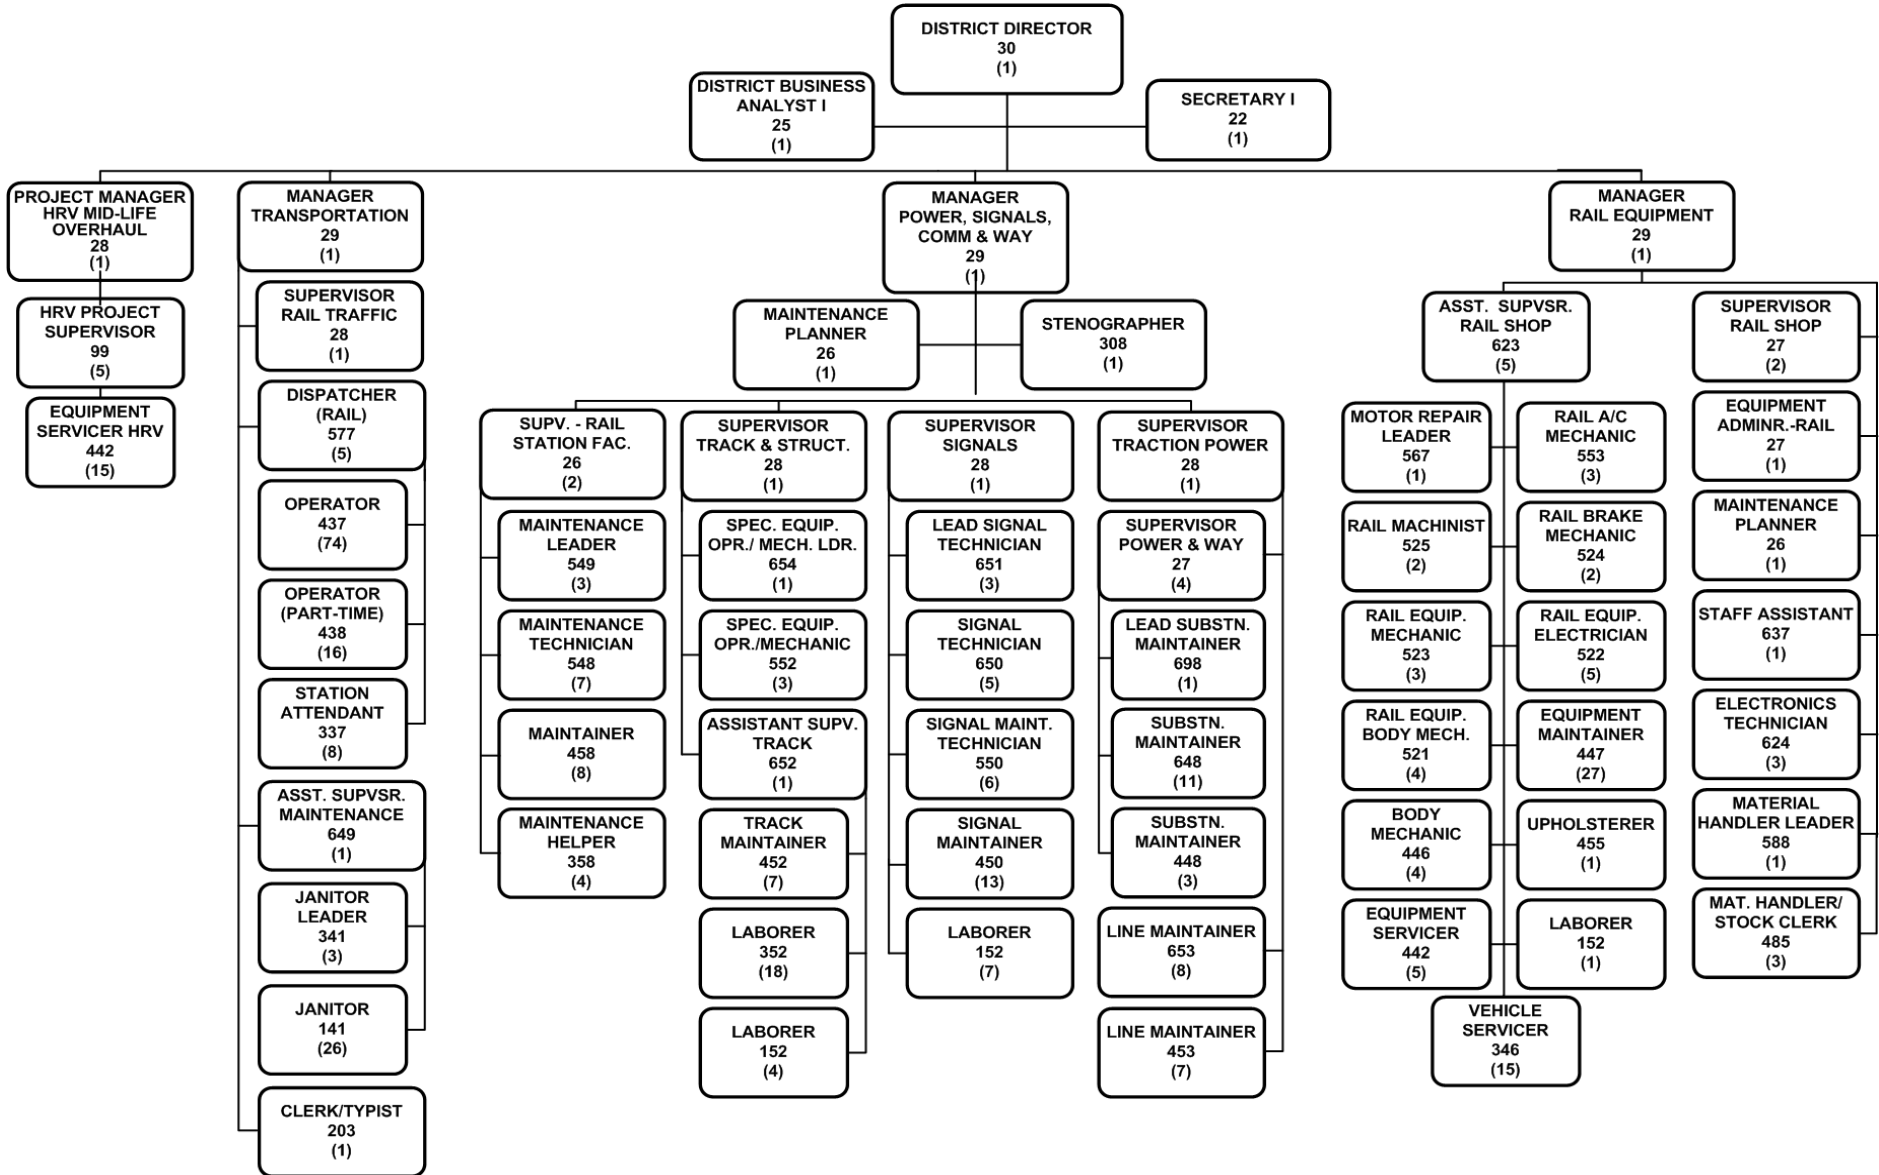 DISTRICT DIRECTOR
30
(1)
DISTRICT BUSINESS
ANALYST I
25
(1)
SECRETARY I
22
(1)
PROJECT MANAGER
HRV MID-LIFE
OVERHAUL
28
(1)
HRV PROJECT
SUPERVISOR
99
(5)
EQUIPMENT
SERVICER HRV
442
(15)
MANAGER
TRANSPORTATION
29
(1)
SUPERVISOR
RAIL TRAFFIC
28
(1)
DISPATCHER
(RAIL)
577
(5)
OPERATOR
437
(74)
OPERATOR
(PART-TIME)
438
(16)
STATION
ATTENDANT
337
(8)
ASST. SUPVSR.
MAINTENANCE
649
(1)
JANITOR
LEADER
341
(3)
JANITOR
141
(26)
CLERK/TYPIST
203
(1)
MANAGER
POWER, SIGNALS,
COMM & WAY
29
(1)
MAINTENANCE
PLANNER
26
(1)
STENOGRAPHER
308
(1)
SUPV. - RAIL
STATION FAC.
26
(2)
MAINTENANCE
LEADER
549
(3)
MAINTENANCE
TECHNICIAN
548
(7)
MAINTAINER
458
(8)
MAINTENANCE
HELPER
358
(4)
SUPERVISOR
TRACK & STRUCT.
28
(1)
SPEC. EQUIP.
OPR./ MECH. LDR.
654
(1)
SPEC. EQUIP.
OPR./MECHANIC
552
(3)
ASSISTANT SUPV.
TRACK
652
(1)
TRACK
MAINTAINER
452
(7)
LABORER
352
(18)
LABORER
152
(4)
SUPERVISOR
SIGNALS
28
(1)
LEAD SIGNAL
TECHNICIAN
651
(3)
SIGNAL
TECHNICIAN
650
(5)
SIGNAL MAINT.
TECHNICIAN
550
(6)
SIGNAL
MAINTAINER
450
(13)
LABORER
152
(7)
SUPERVISOR
TRACTION POWER
28
(1)
SUPERVISOR
POWER & WAY
27
(4)
LEAD SUBSTN.
MAINTAINER
698
(1)
SUBSTN.
MAINTAINER
648
(11)
SUBSTN.
MAINTAINER
448
(3)
LINE MAINTAINER
653
(8)
LINE MAINTAINER
453
(7)
MANAGER
RAIL EQUIPMENT
29
(1)
ASST. SUPVSR.
RAIL SHOP
623
(5)
MOTOR REPAIR
LEADER
567
(1)
RAIL A/C
MECHANIC
553
(3)
RAIL MACHINIST
525
(2)
RAIL BRAKE
MECHANIC
524
(2)
RAIL EQUIP.
MECHANIC
523
(3)
RAIL EQUIP.
ELECTRICIAN
522
(5)
RAIL EQUIP.
BODY MECH.
521
(4)
EQUIPMENT
MAINTAINER
447
(27)
BODY
MECHANIC
446
(4)
UPHOLSTERER
455
(1)
EQUIPMENT
SERVICER
442
(5)
LABORER
152
(1)
VEHICLE
SERVICER
346
(15)
SUPERVISOR
RAIL SHOP
27
(2)
EQUIPMENT
ADMINR.-RAIL
27
(1)
MAINTENANCE
PLANNER
26
(1)
STAFF ASSISTANT
637
(1)
ELECTRONICS
TECHNICIAN
624
(3)
MATERIAL
HANDLER LEADER
588
(1)
MAT. HANDLER/
STOCK CLERK
485
(3)